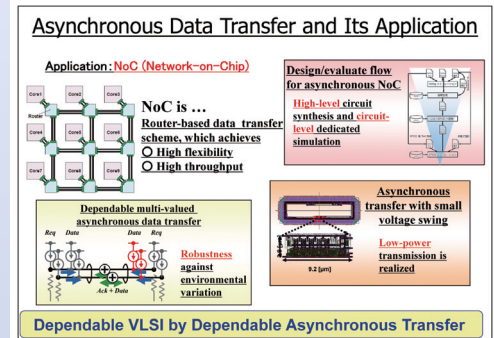 Asynchronous Data Transfer and Its Application
Application: NoC (Network-on-Chip)
Core1
Core2
Core3
Router
Core4
Core5
Core6
Core7
Core8
Core9
NoC is ...
Router-based data transfer
scheme, which achieves
○ High flexibility
○ High throughput
Design/evaluate flow
for asynchronous NoC
High-level circuit
synthesis and circuit-
level dedicated
simulation
Dependable multi-valued
asynchronous data transfer
Req Data Data Req
Ack + Data
Robustness
against
environmental
variation
Asynchronous
transfer with small
voltage swing
9.2 [μm]
Low-power
transmission is
realized
Dependable VLSI by Dependable Asynchronous Transfer